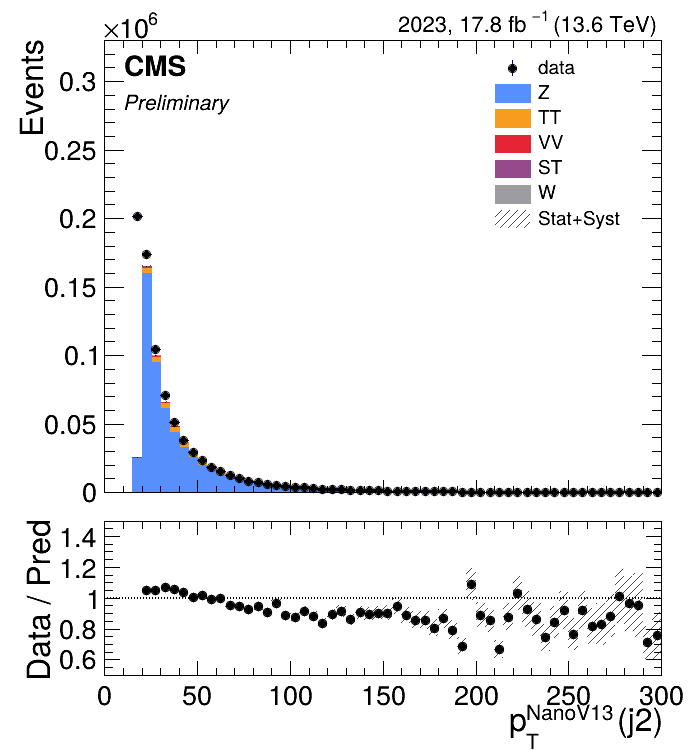 ×10⁶
2023, 17.8 fb ⁻¹ (13.6 TeV)
Events
CMS
Preliminary
data
Z
TT
VV
ST
W
Stat+Syst
0.3
0.25
0.2
0.15
0.1
0.05
0
Data / Pred
1.4
1.2
1
0.8
0.6
0 50 100 150 200 250 300
p_T^NanoV13 (j2)